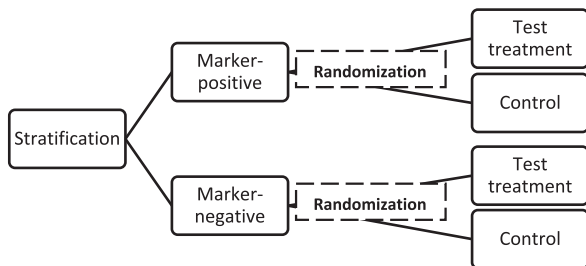 Stratification
Marker-
positive
Randomization
Test
treatment
Control
Marker-
negative
Randomization
Test
treatment
Control